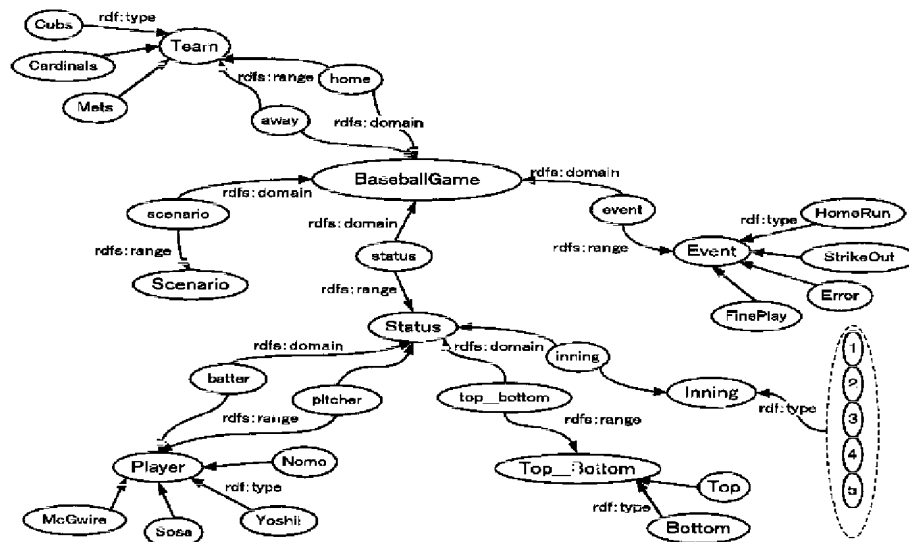 Cubs
rdf:type
Team
Cardinals
Mets
rdfs:range
home
away
rdfs:domain
BaseballGame
rdfs:domain
rdfs:domain
scenario
rdfs:domain
event
rdf:type
HomeRun
rdfs:range
status
rdfs:range
Event
StrikeOut
Scenario
rdfs:range
FinePlay
Error
Status
rdfs:domain
rdfs:domain
inning
1
batter
pitcher
top_bottom
Inning
2
rdf:type
rdfs:range
rdfs:range
3
Player
Nomo
Top_Bottom
4
rdf:type
Top
5
McGwire
Sosa
Yoshii
rdf:type
Bottom